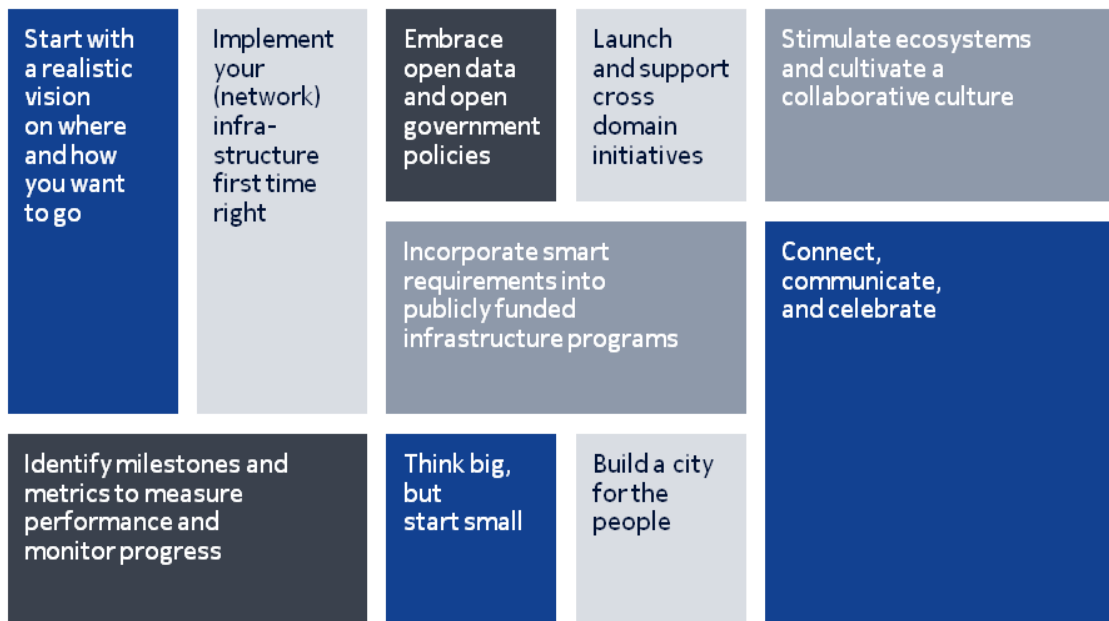 Start with
a realistic
vision
on where
and how
you want
to go
Implement
your
(network)
infra-
structure
first time
right
Embrace
open data
and open
government
policies
Launch
and support
cross
domain
initiatives
Stimulate ecosystems
and cultivate a
collaborative culture
Incorporate smart
requirements into
publicly funded
infrastructure programs
Connect,
communicate,
and celebrate
Identify milestones and
metrics to measure
performance and
monitor progress
Think big,
but
start small
Build a city
for the
people